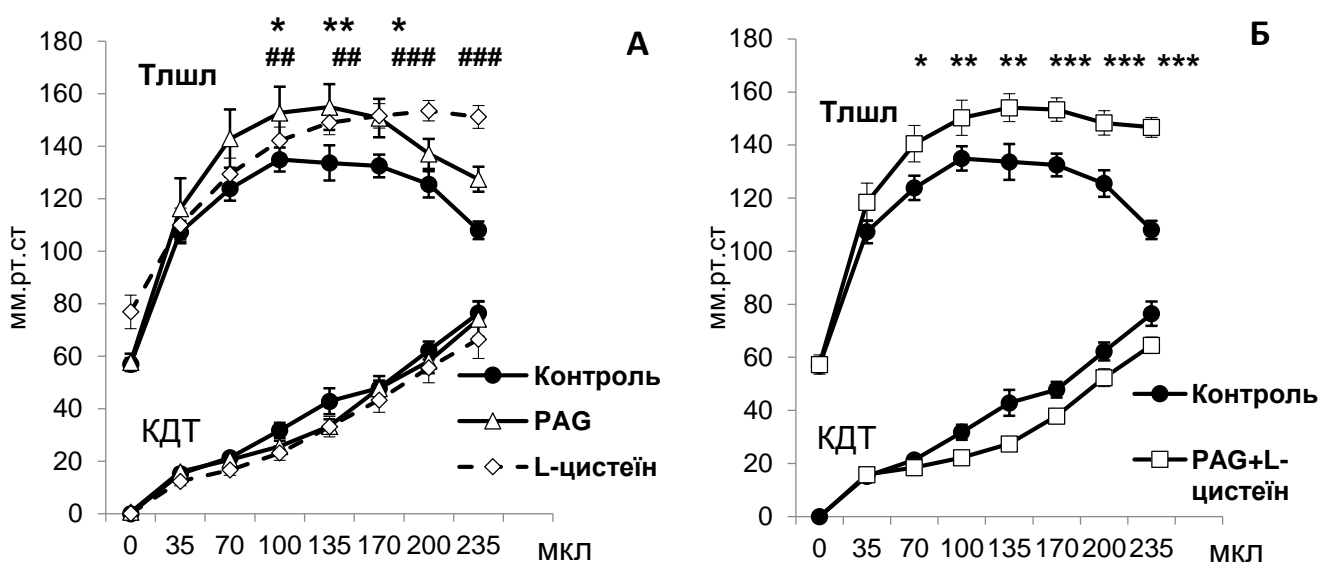 * ** *
## ## ### ###
А
Тлшл
мм.рт.ст
180
160
140
120
100
80
60
40
20
0
КДТ
Контроль
PAG
L-цистеїн
0 35 70 100 135 170 200 235 мкл
Б
* ** ** *** *** ***
Тлшл
мм.рт.ст
180
160
140
120
100
80
60
40
20
0
КДТ
Контроль
PAG+L-
цистеїн
0 35 70 100 135 170 200 235 мкл